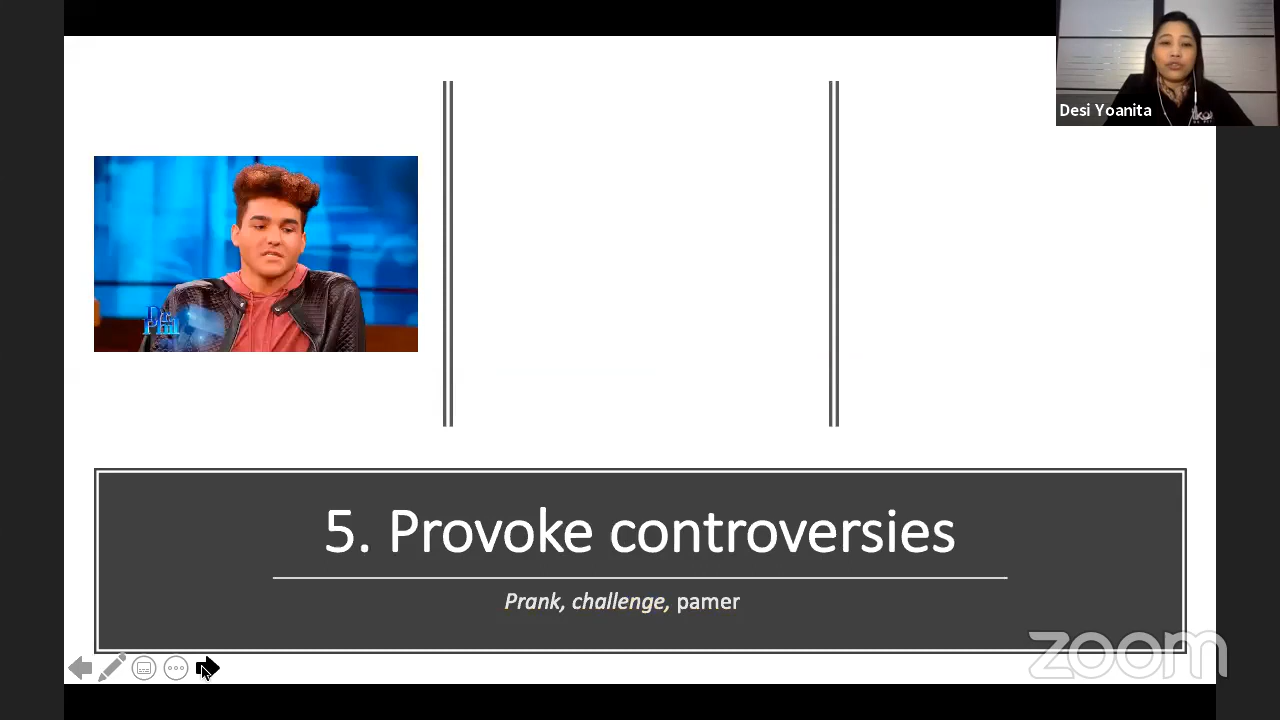 Desi Yoanita
Dr.
Phil
5. Provoke controversies
Prank, challenge, pamer
zoom